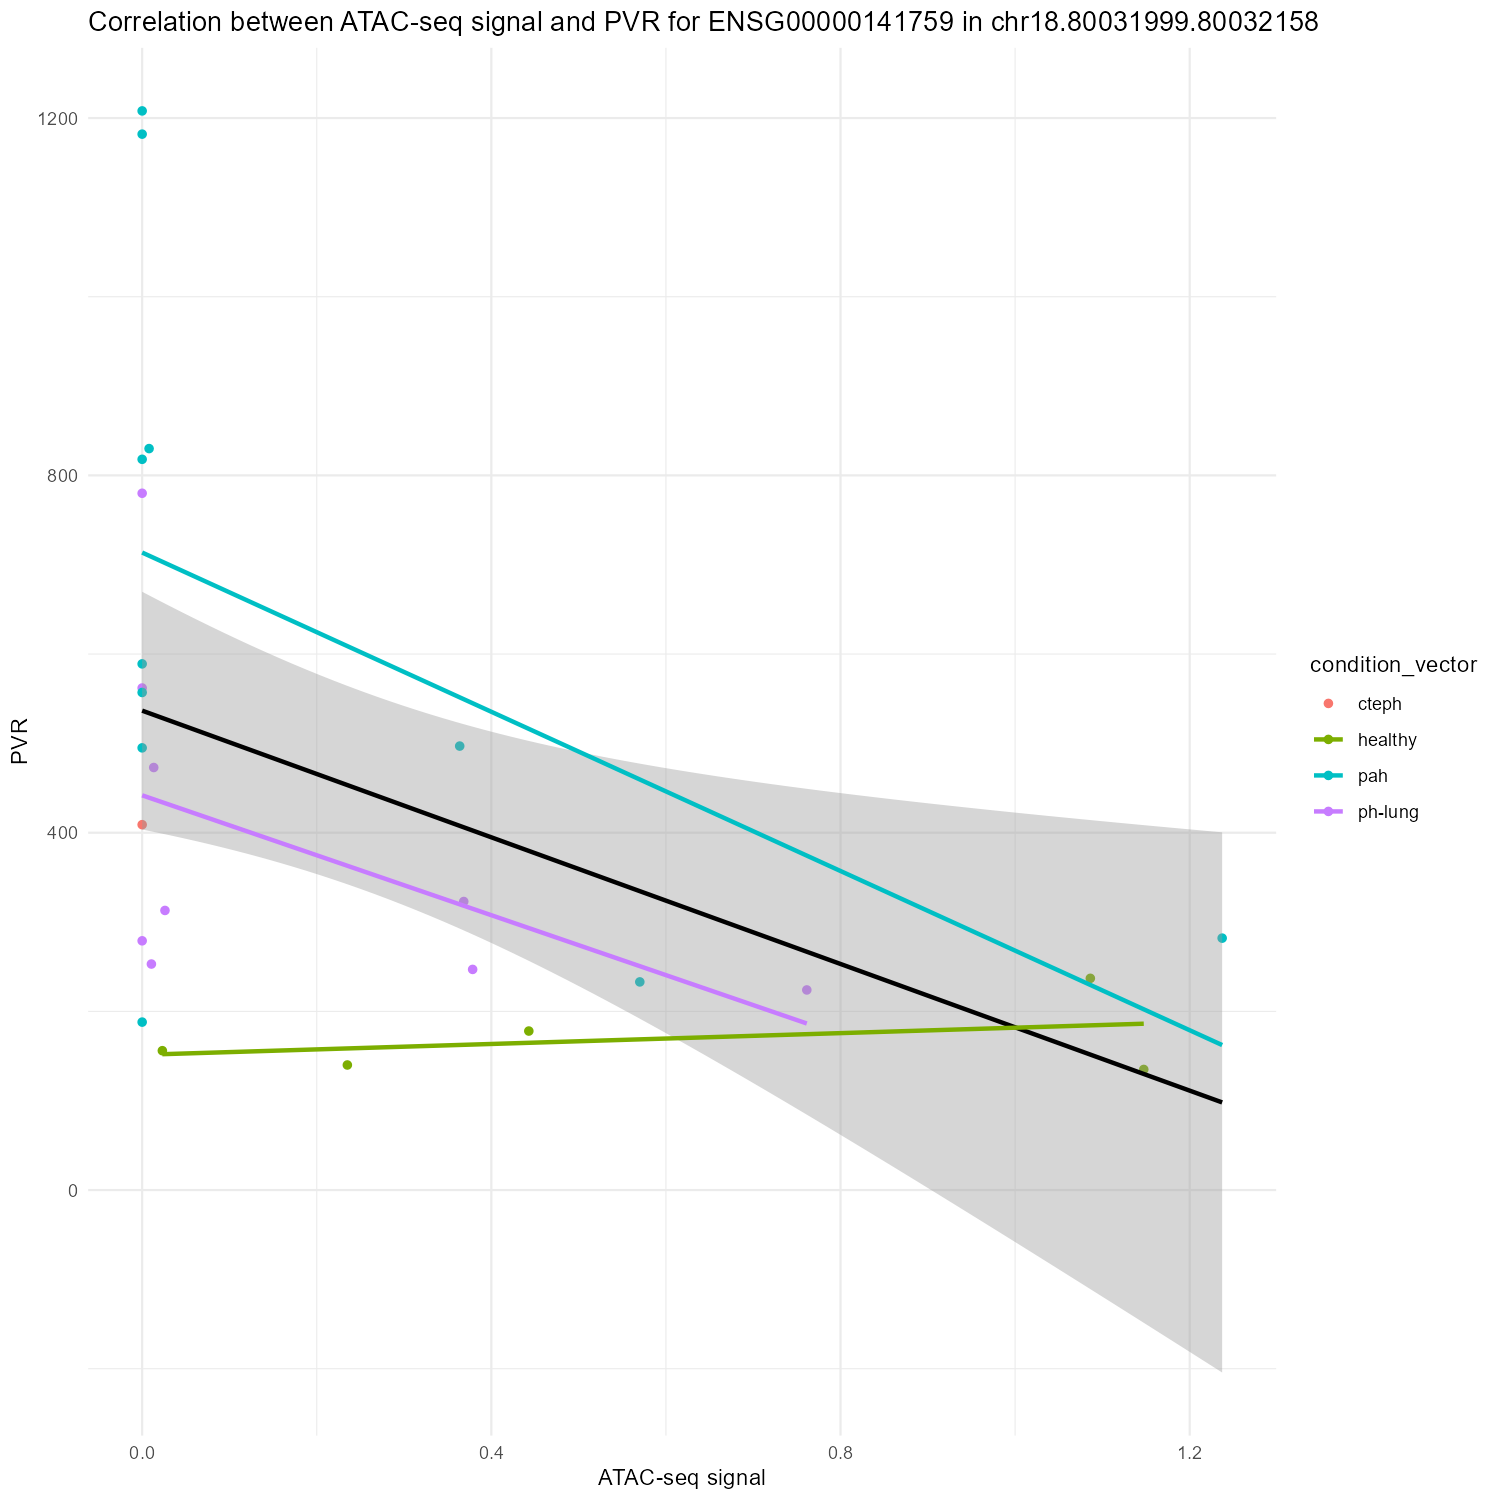 Correlation between ATAC-seq signal and PVR for ENSG00000141759 in chr18.80031999.80032158
1200
800
400
0
PVR
0.0
0.4
0.8
1.2
ATAC-seq signal
condition_vector
cteph
healthy
pah
ph-lung